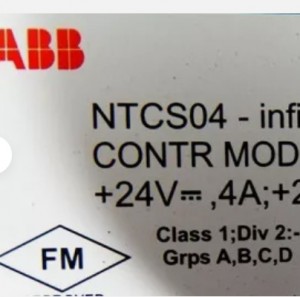 ABB
NTCS04 - infi
CONTR MOD
+24V⎓ ,4A;+2
Class 1;Div 2:-
FM
Grps A,B,C,D